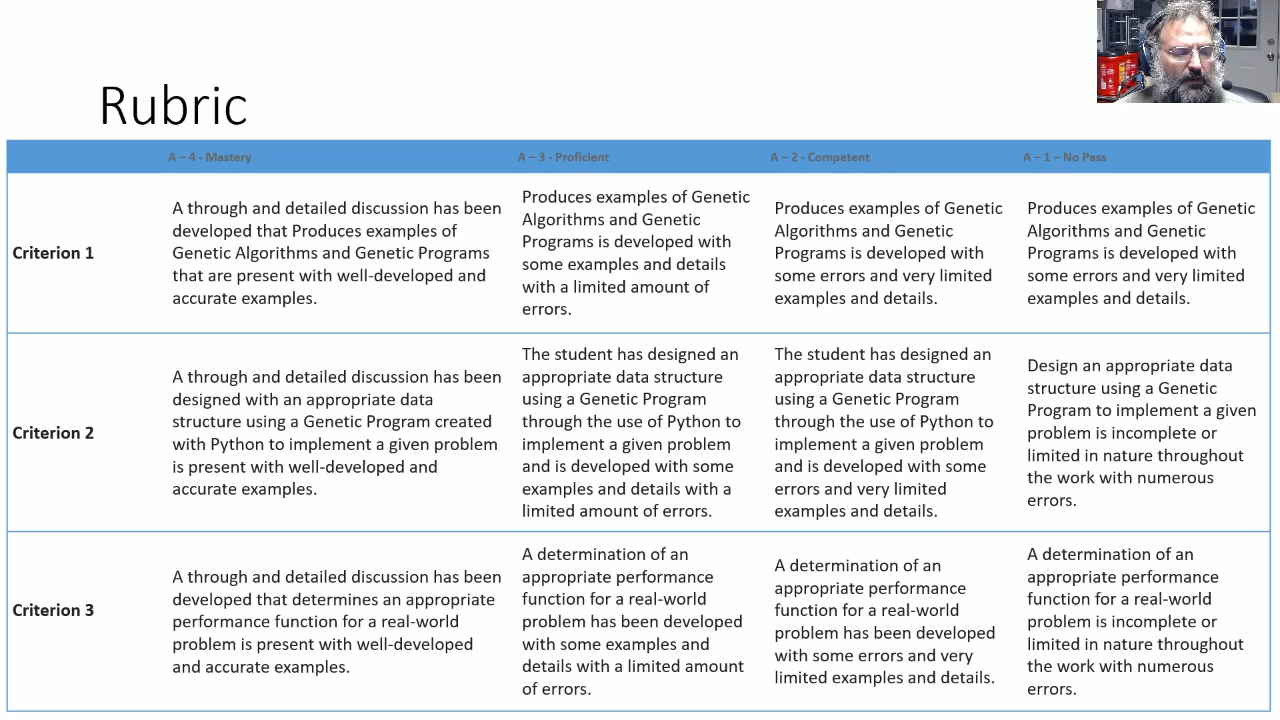 Rubric
A – 4 - Mastery
A – 3 - Proficient
A – 2 - Competent
A – 1 – No Pass
Criterion 1
A through and detailed discussion has been
developed that Produces examples of
Genetic Algorithms and Genetic Programs
that are present with well-developed and
accurate examples.
Produces examples of Genetic
Algorithms and Genetic
Programs is developed with
some examples and details
with a limited amount of
errors.
Produces examples of Genetic
Algorithms and Genetic
Programs is developed with
some errors and very limited
examples and details.
Produces examples of Genetic
Algorithms and Genetic
Programs is developed with
some errors and very limited
examples and details.
Criterion 2
A through and detailed discussion has been
designed with an appropriate data
structure using a Genetic Program created
with Python to implement a given problem
is present with well-developed and
accurate examples.
The student has designed an
appropriate data structure
using a Genetic Program
through the use of Python to
implement a given problem
and is developed with some
examples and details with a
limited amount of errors.
The student has designed an
appropriate data structure
using a Genetic Program
through the use of Python to
implement a given problem
and is developed with some
errors and very limited
examples and details.
Design an appropriate data
structure using a Genetic
Program to implement a given
problem is incomplete or
limited in nature throughout
the work with numerous
errors.
Criterion 3
A through and detailed discussion has been
developed that determines an appropriate
performance function for a real-world
problem is present with well-developed
and accurate examples.
A determination of an
appropriate performance
function for a real-world
problem has been developed
with some examples and
details with a limited amount
of errors.
A determination of an
appropriate performance
function for a real-world
problem has been developed
with some errors and very
limited examples and details.
A determination of an
appropriate performance
function for a real-world
problem is incomplete or
limited in nature throughout
the work with numerous
errors.